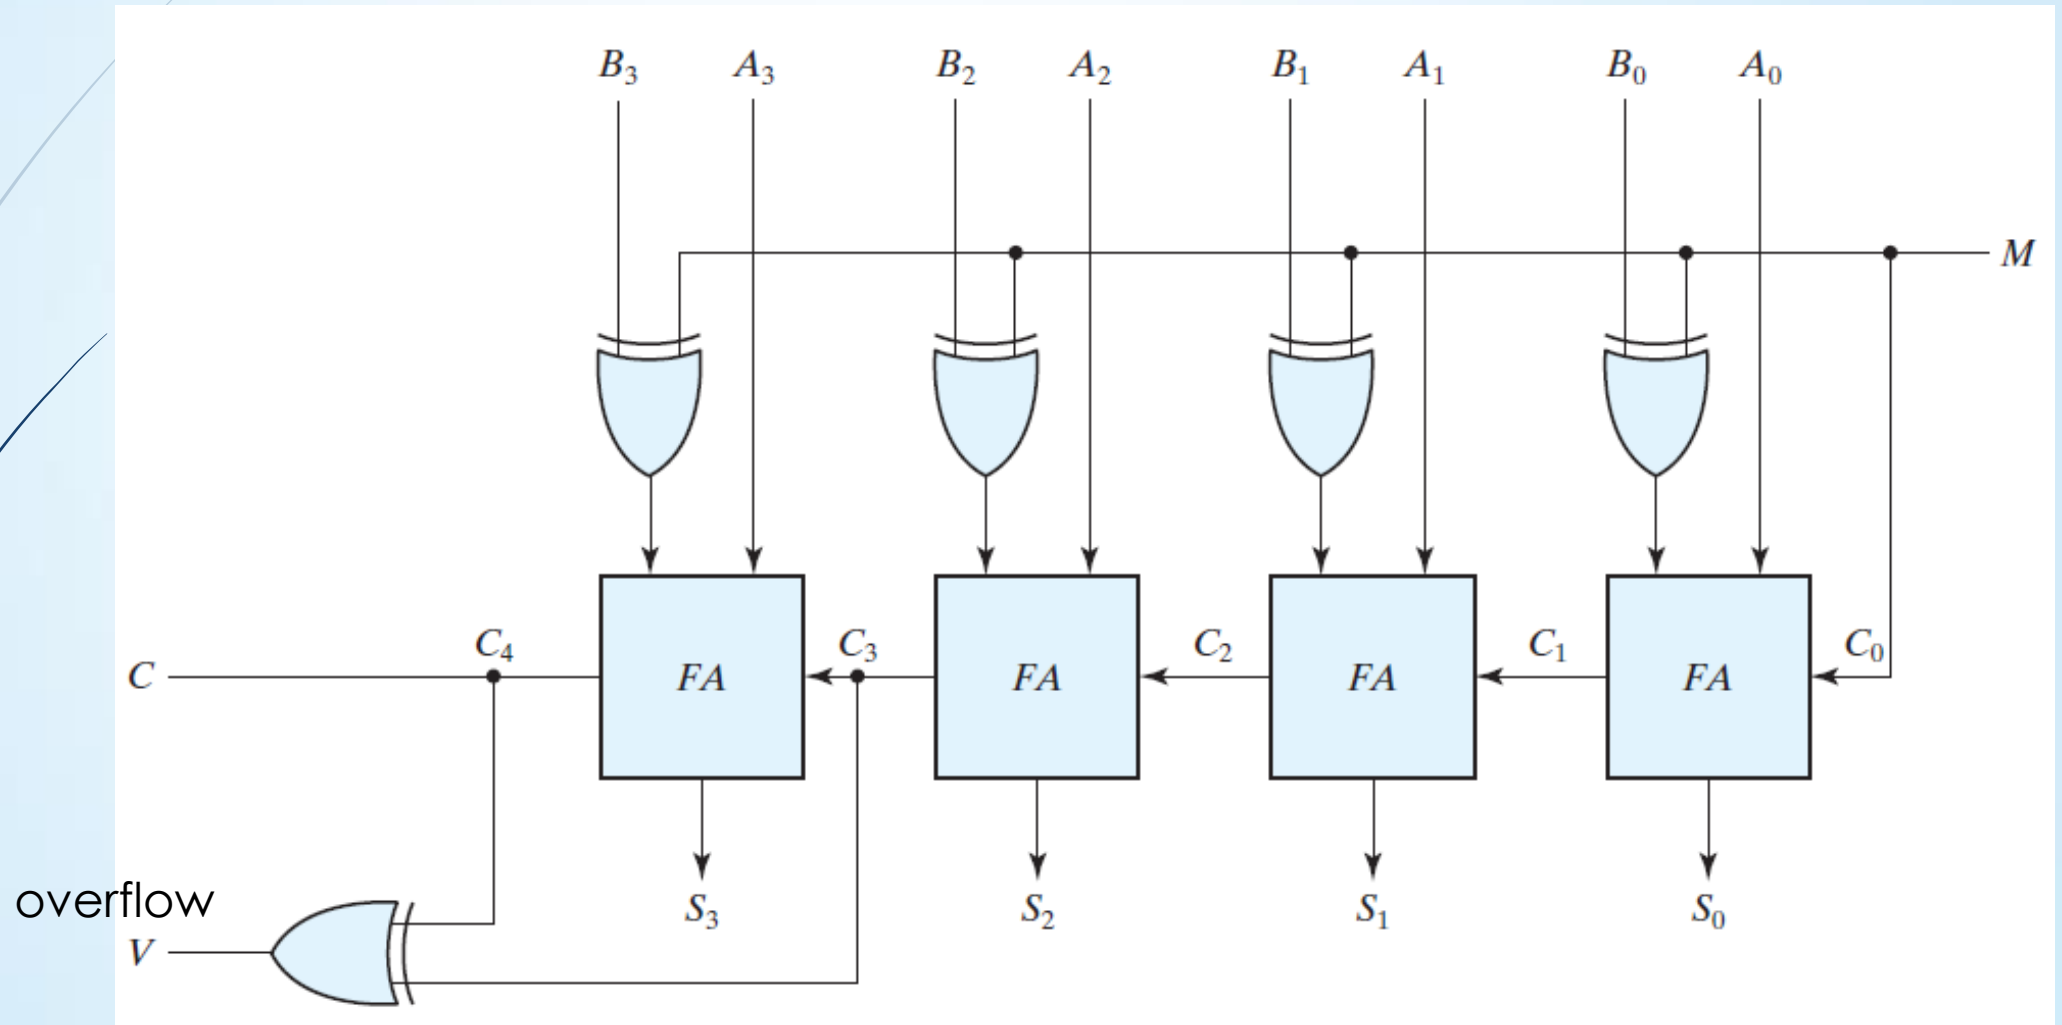 B₃ A₃ B₂ A₂ B₁ A₁ B₀ A₀
M
C₄ C₃ C₂ C₁ C₀
C FA FA FA FA
overflow S₃ S₂ S₁ S₀
V